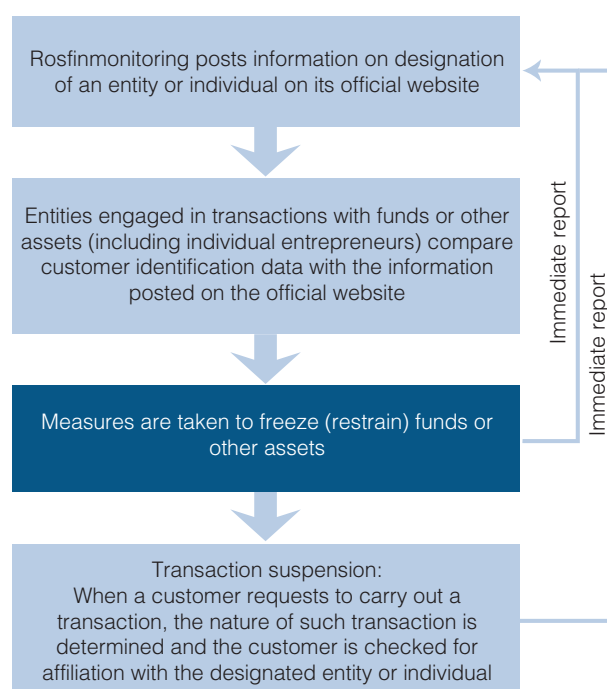 Rosfinmonitoring posts information on designation
of an entity or individual on its official website
Entities engaged in transactions with funds or other
assets (including individual entrepreneurs) compare
customer identification data with the information
posted on the official website
Measures are taken to freeze (restrain) funds or
other assets
Transaction suspension:
When a customer requests to carry out a
transaction, the nature of such transaction is
determined and the customer is checked for
affiliation with the designated entity or individual
Immediate report
Immediate report